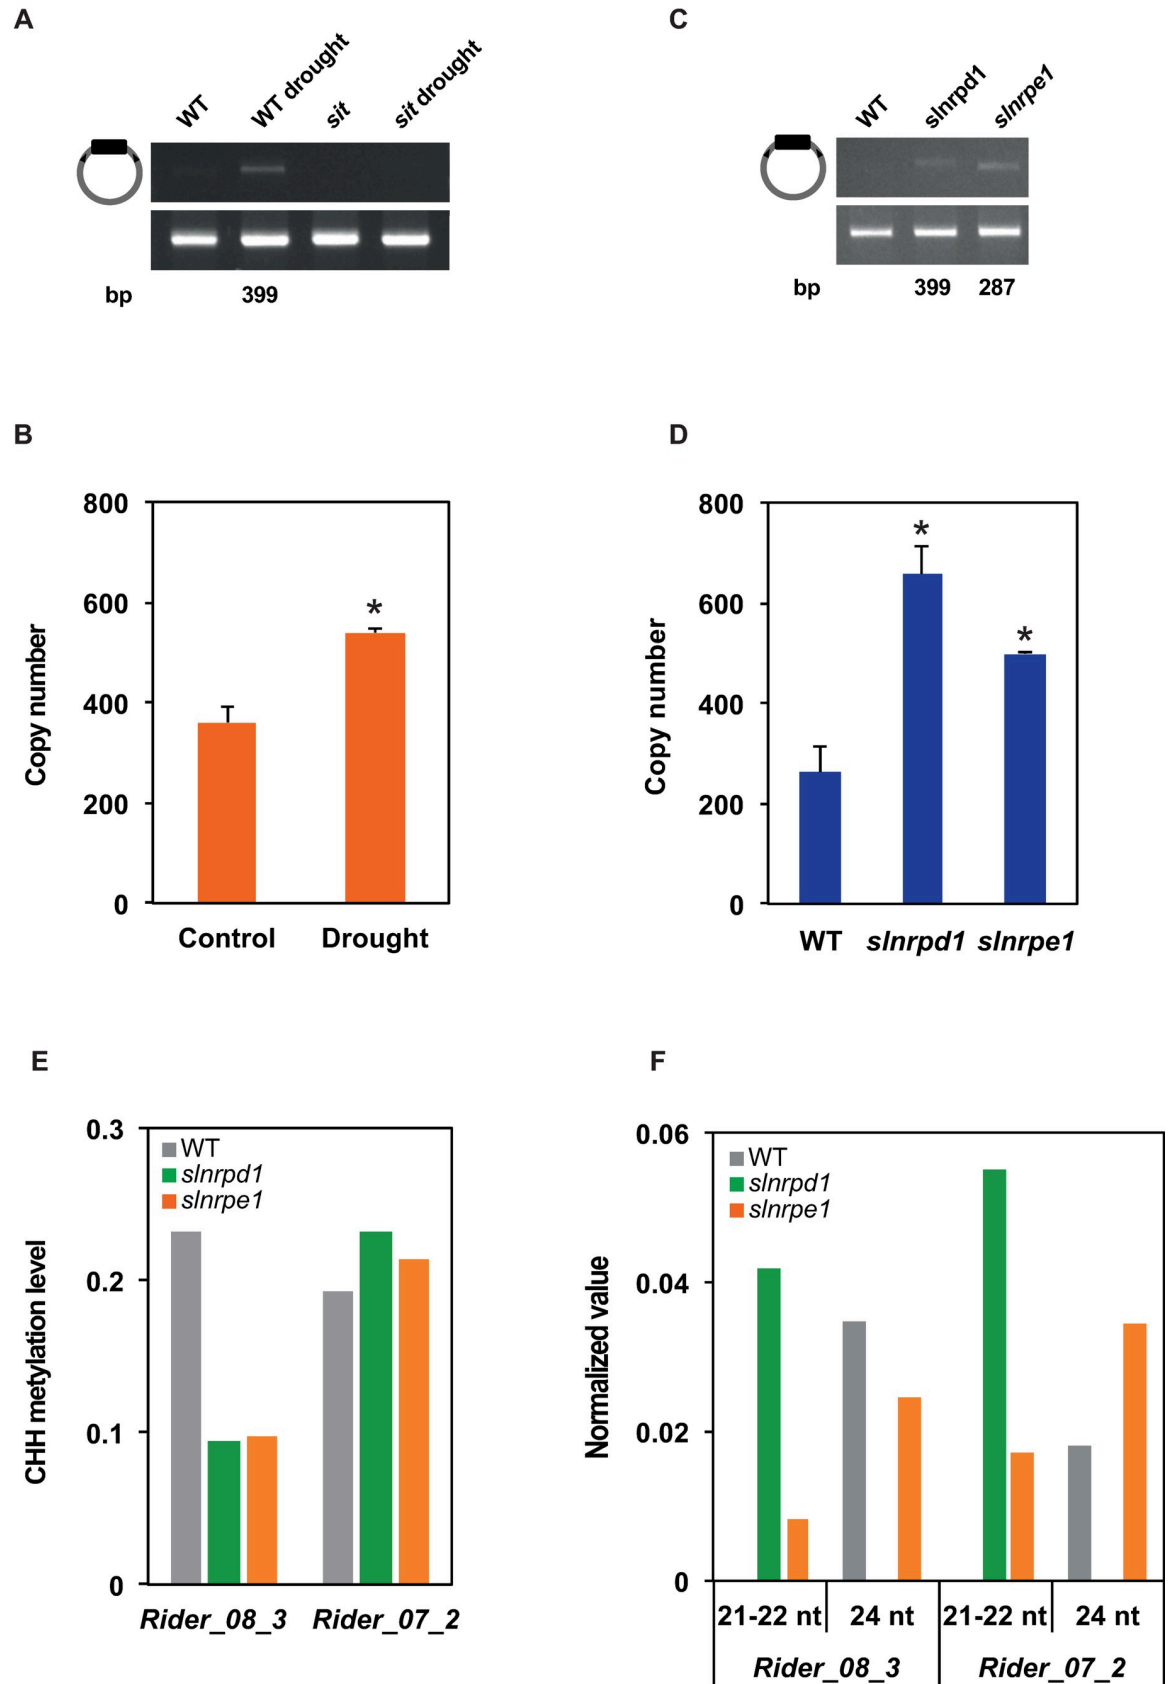 A
WT
WT drought
sit
sit drought
bp
399
C
WT
slnrpd1
slnrpe1
bp
399
287
B
Copy number
800
600
400
200
0
*
Control
Drought
D
Copy number
800
600
400
200
0
*
*
WT
slnrpd1
slnrpe1
E
CHH metylation level
0.3
0.2
0.1
0
WT
slnrpd1
slnrpe1
Rider_08_3
Rider_07_2
F
Normalized value
0.06
0.04
0.02
0
WT
slnrpd1
slnrpe1
21-22 nt
24 nt
21-22 nt
24 nt
Rider_08_3
Rider_07_2